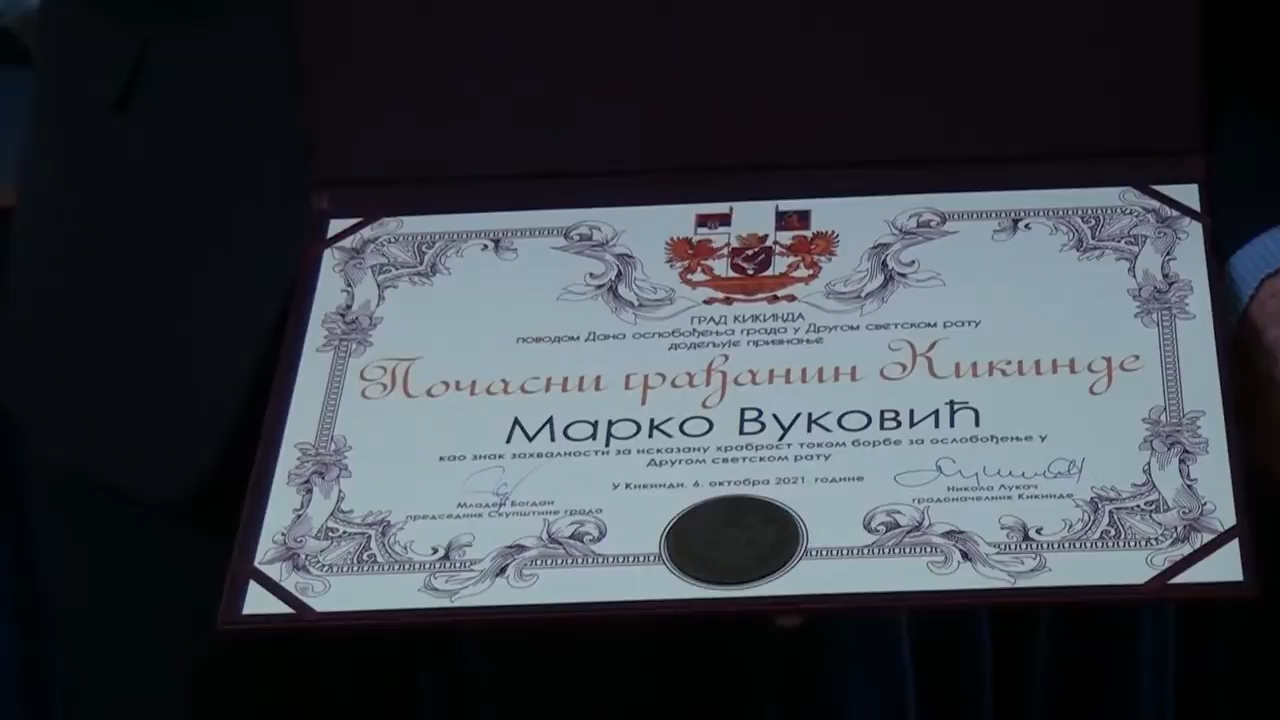 ГРАД КИКИНДА
поводом Дана ослобођења града у Другом светском рату
додељује признање
Почасни грађанин Кикинде
Марко Вуковић
као знак захвалности за исказану храброст током борбе за ослобођење у
Другом светском рату
У Кикинди, 6. октобра 2021. године
Младен Богдан
председник Скупштине града
Никола Лукач
градоначелник Кикинде